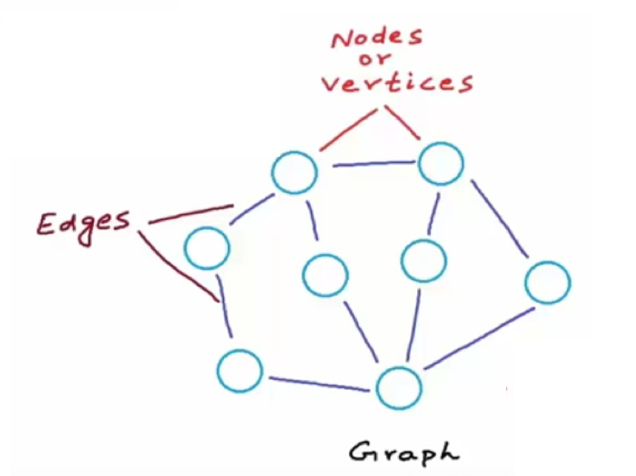 Nodes
or
Vertices
Edges
Graph